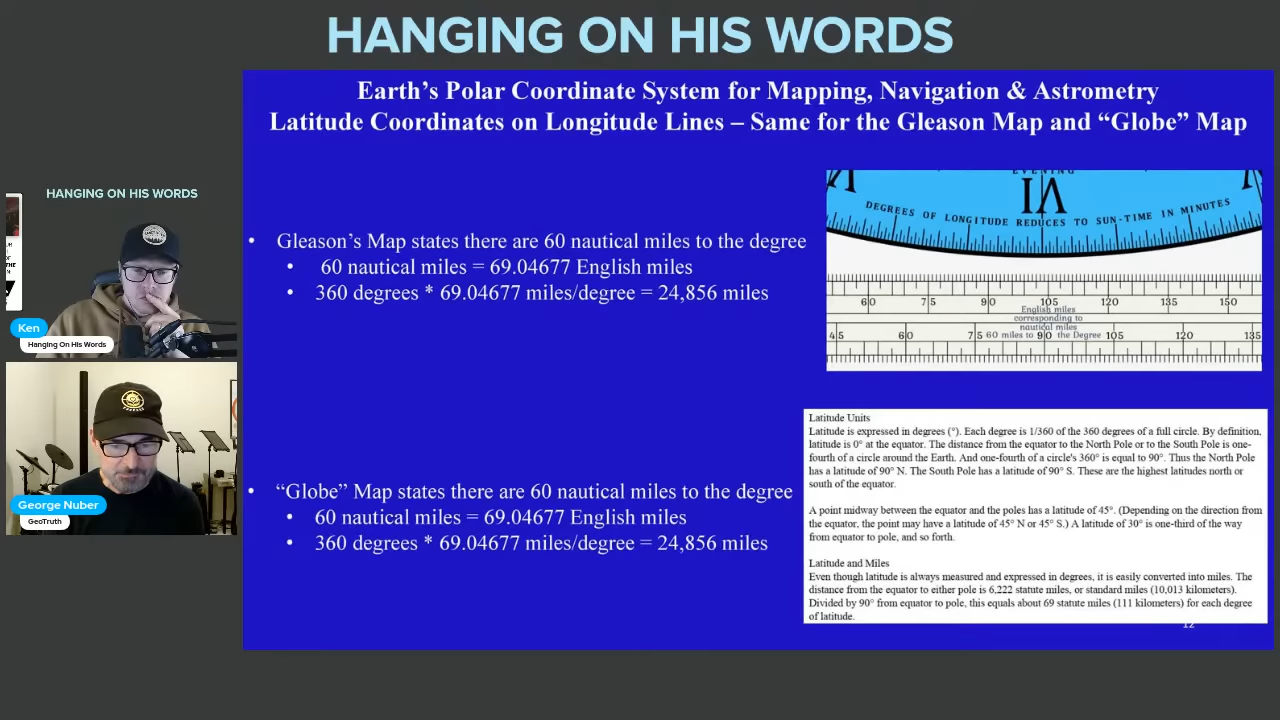 HANGING ON HIS WORDS
Earth's Polar Coordinate System for Mapping, Navigation & Astrometry
Latitude Coordinates on Longitude Lines – Same for the Gleason Map and “Globe” Map
HANGING ON HIS WORDS
Ken
Hanging On His Words
George Nuber
GeoTruth
• Gleason’s Map states there are 60 nautical miles to the degree
• 60 nautical miles = 69.04677 English miles
• 360 degrees * 69.04677 miles/degree = 24,856 miles
EVENING
VI
DEGREES OF LONGITUDE REDUCES TO SUN-TIME IN MINUTES
60 75 90 105 120 135 150
English miles
corresponding to
nautical miles
60 miles to the Degree
45 60 75 90 105 120 135
• “Globe” Map states there are 60 nautical miles to the degree
• 60 nautical miles = 69.04677 English miles
• 360 degrees * 69.04677 miles/degree = 24,856 miles
Latitude Units
Latitude is expressed in degrees (°). Each degree is 1/360 of the 360 degrees of a full circle. By definition,
latitude is 0° at the equator. The distance from the equator to the North Pole or to the South Pole is one-
fourth of a circle around the Earth. And one-fourth of a circle's 360° is equal to 90°. Thus the North Pole
has a latitude of 90° N. The South Pole has a latitude of 90° S. These are the highest latitudes north or
south of the equator.
A point midway between the equator and the poles has a latitude of 45°. (Depending on the direction from
the equator, the point may have a latitude of 45° N or 45° S.) A latitude of 30° is one-third of the way
from equator to pole, and so forth.
Latitude and Miles
Even though latitude is always measured and expressed in degrees, it is easily converted into miles. The
distance from the equator to either pole is 6,222 statute miles, or standard miles (10,013 kilometers).
Divided by 90° from equator to pole, this equals about 69 statute miles (111 kilometers) for each degree
of latitude.
12